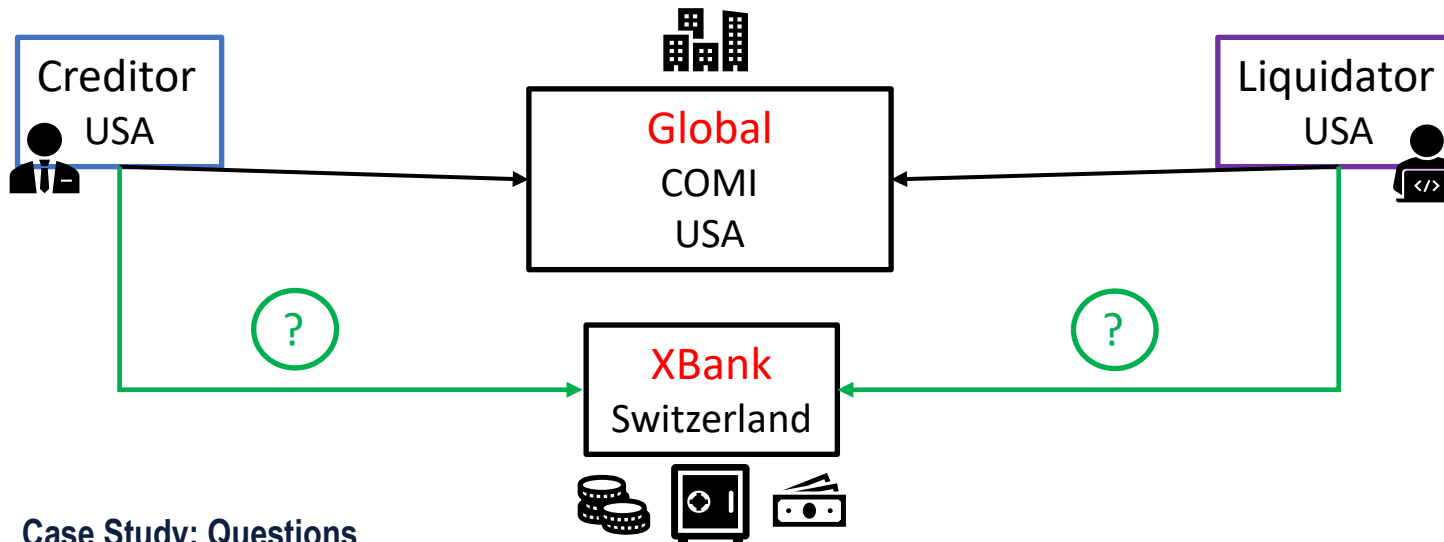 Creditor
USA
Global
COMI
USA
Liquidator
USA
</>
?
?
XBank
Switzerland
Case Study: Questions